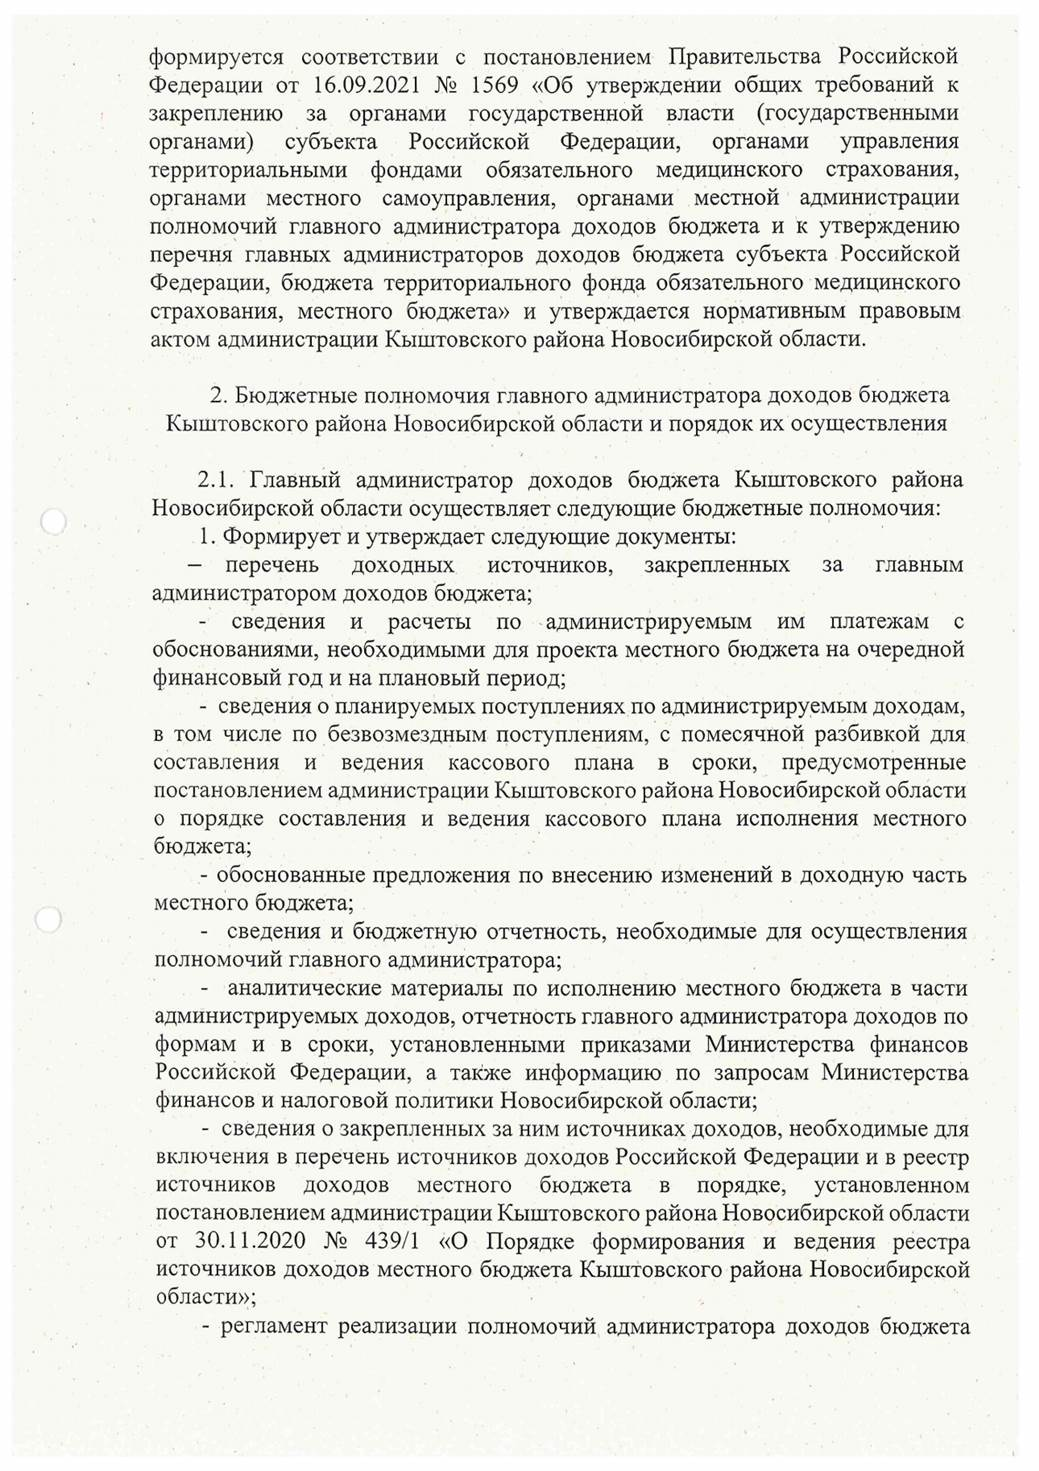 формируется соответствии с постановлением Правительства Российской
Федерации от 16.09.2021 № 1569 «Об утверждении общих требований к
закреплению за органами государственной власти (государственными
органами) субъекта Российской Федерации, органами управления
территориальными фондами обязательного медицинского страхования,
органами местного самоуправления, органами местной администрации
полномочий главного администратора доходов бюджета и к утверждению
перечня главных администраторов доходов бюджета субъекта Российской
Федерации, бюджета территориального фонда обязательного медицинского
страхования, местного бюджета» и утверждается нормативным правовым
актом администрации Кыштовского района Новосибирской области.
2. Бюджетные полномочия главного администратора доходов бюджета
Кыштовского района Новосибирской области и порядок их осуществления
2.1. Главный администратор доходов бюджета Кыштовского района
Новосибирской области осуществляет следующие бюджетные полномочия:
1. Формирует и утверждает следующие документы:
– перечень доходных источников, закрепленных за главным
администратором доходов бюджета;
- сведения и расчеты по администрируемым им платежам с
обоснованиями, необходимыми для проекта местного бюджета на очередной
финансовый год и на плановый период;
- сведения о планируемых поступлениях по администрируемым доходам,
в том числе по безвозмездным поступлениям, с помесячной разбивкой для
составления и ведения кассового плана в сроки, предусмотренные
постановлением администрации Кыштовского района Новосибирской области
о порядке составления и ведения кассового плана исполнения местного
бюджета;
- обоснованные предложения по внесению изменений в доходную часть
местного бюджета;
- сведения и бюджетную отчетность, необходимые для осуществления
полномочий главного администратора;
- аналитические материалы по исполнению местного бюджета в части
администрируемых доходов, отчетность главного администратора доходов по
формам и в сроки, установленными приказами Министерства финансов
Российской Федерации, а также информацию по запросам Министерства
финансов и налоговой политики Новосибирской области;
- сведения о закрепленных за ним источниках доходов, необходимые для
включения в перечень источников доходов Российской Федерации и в реестр
источников доходов местного бюджета в порядке, установленном
постановлением администрации Кыштовского района Новосибирской области
от 30.11.2020 № 439/1 «О Порядке формирования и ведения реестра
источников доходов местного бюджета Кыштовского района Новосибирской
области»;
- регламент реализации полномочий администратора доходов бюджета